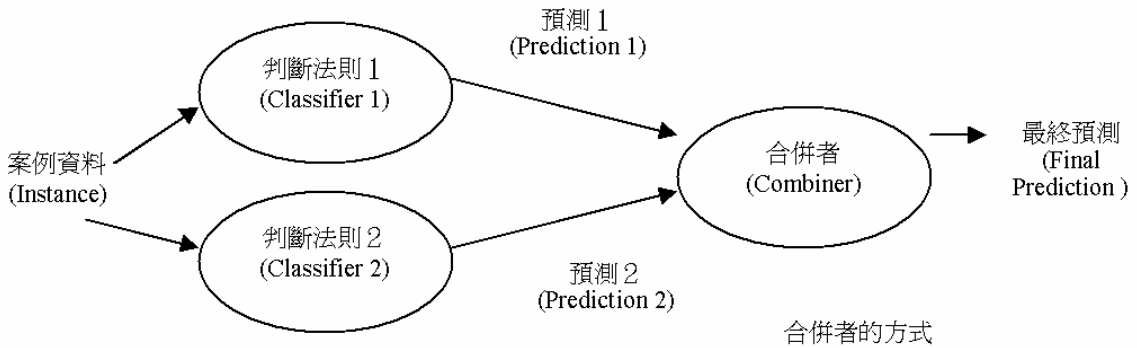 案例資料
(Instance)
判斷法則１
(Classifier 1)
預測１
(Prediction 1)
判斷法則２
(Classifier 2)
預測２
(Prediction 2)
合併者
(Combiner)
最終預測
(Final
Prediction )
合併者的方式